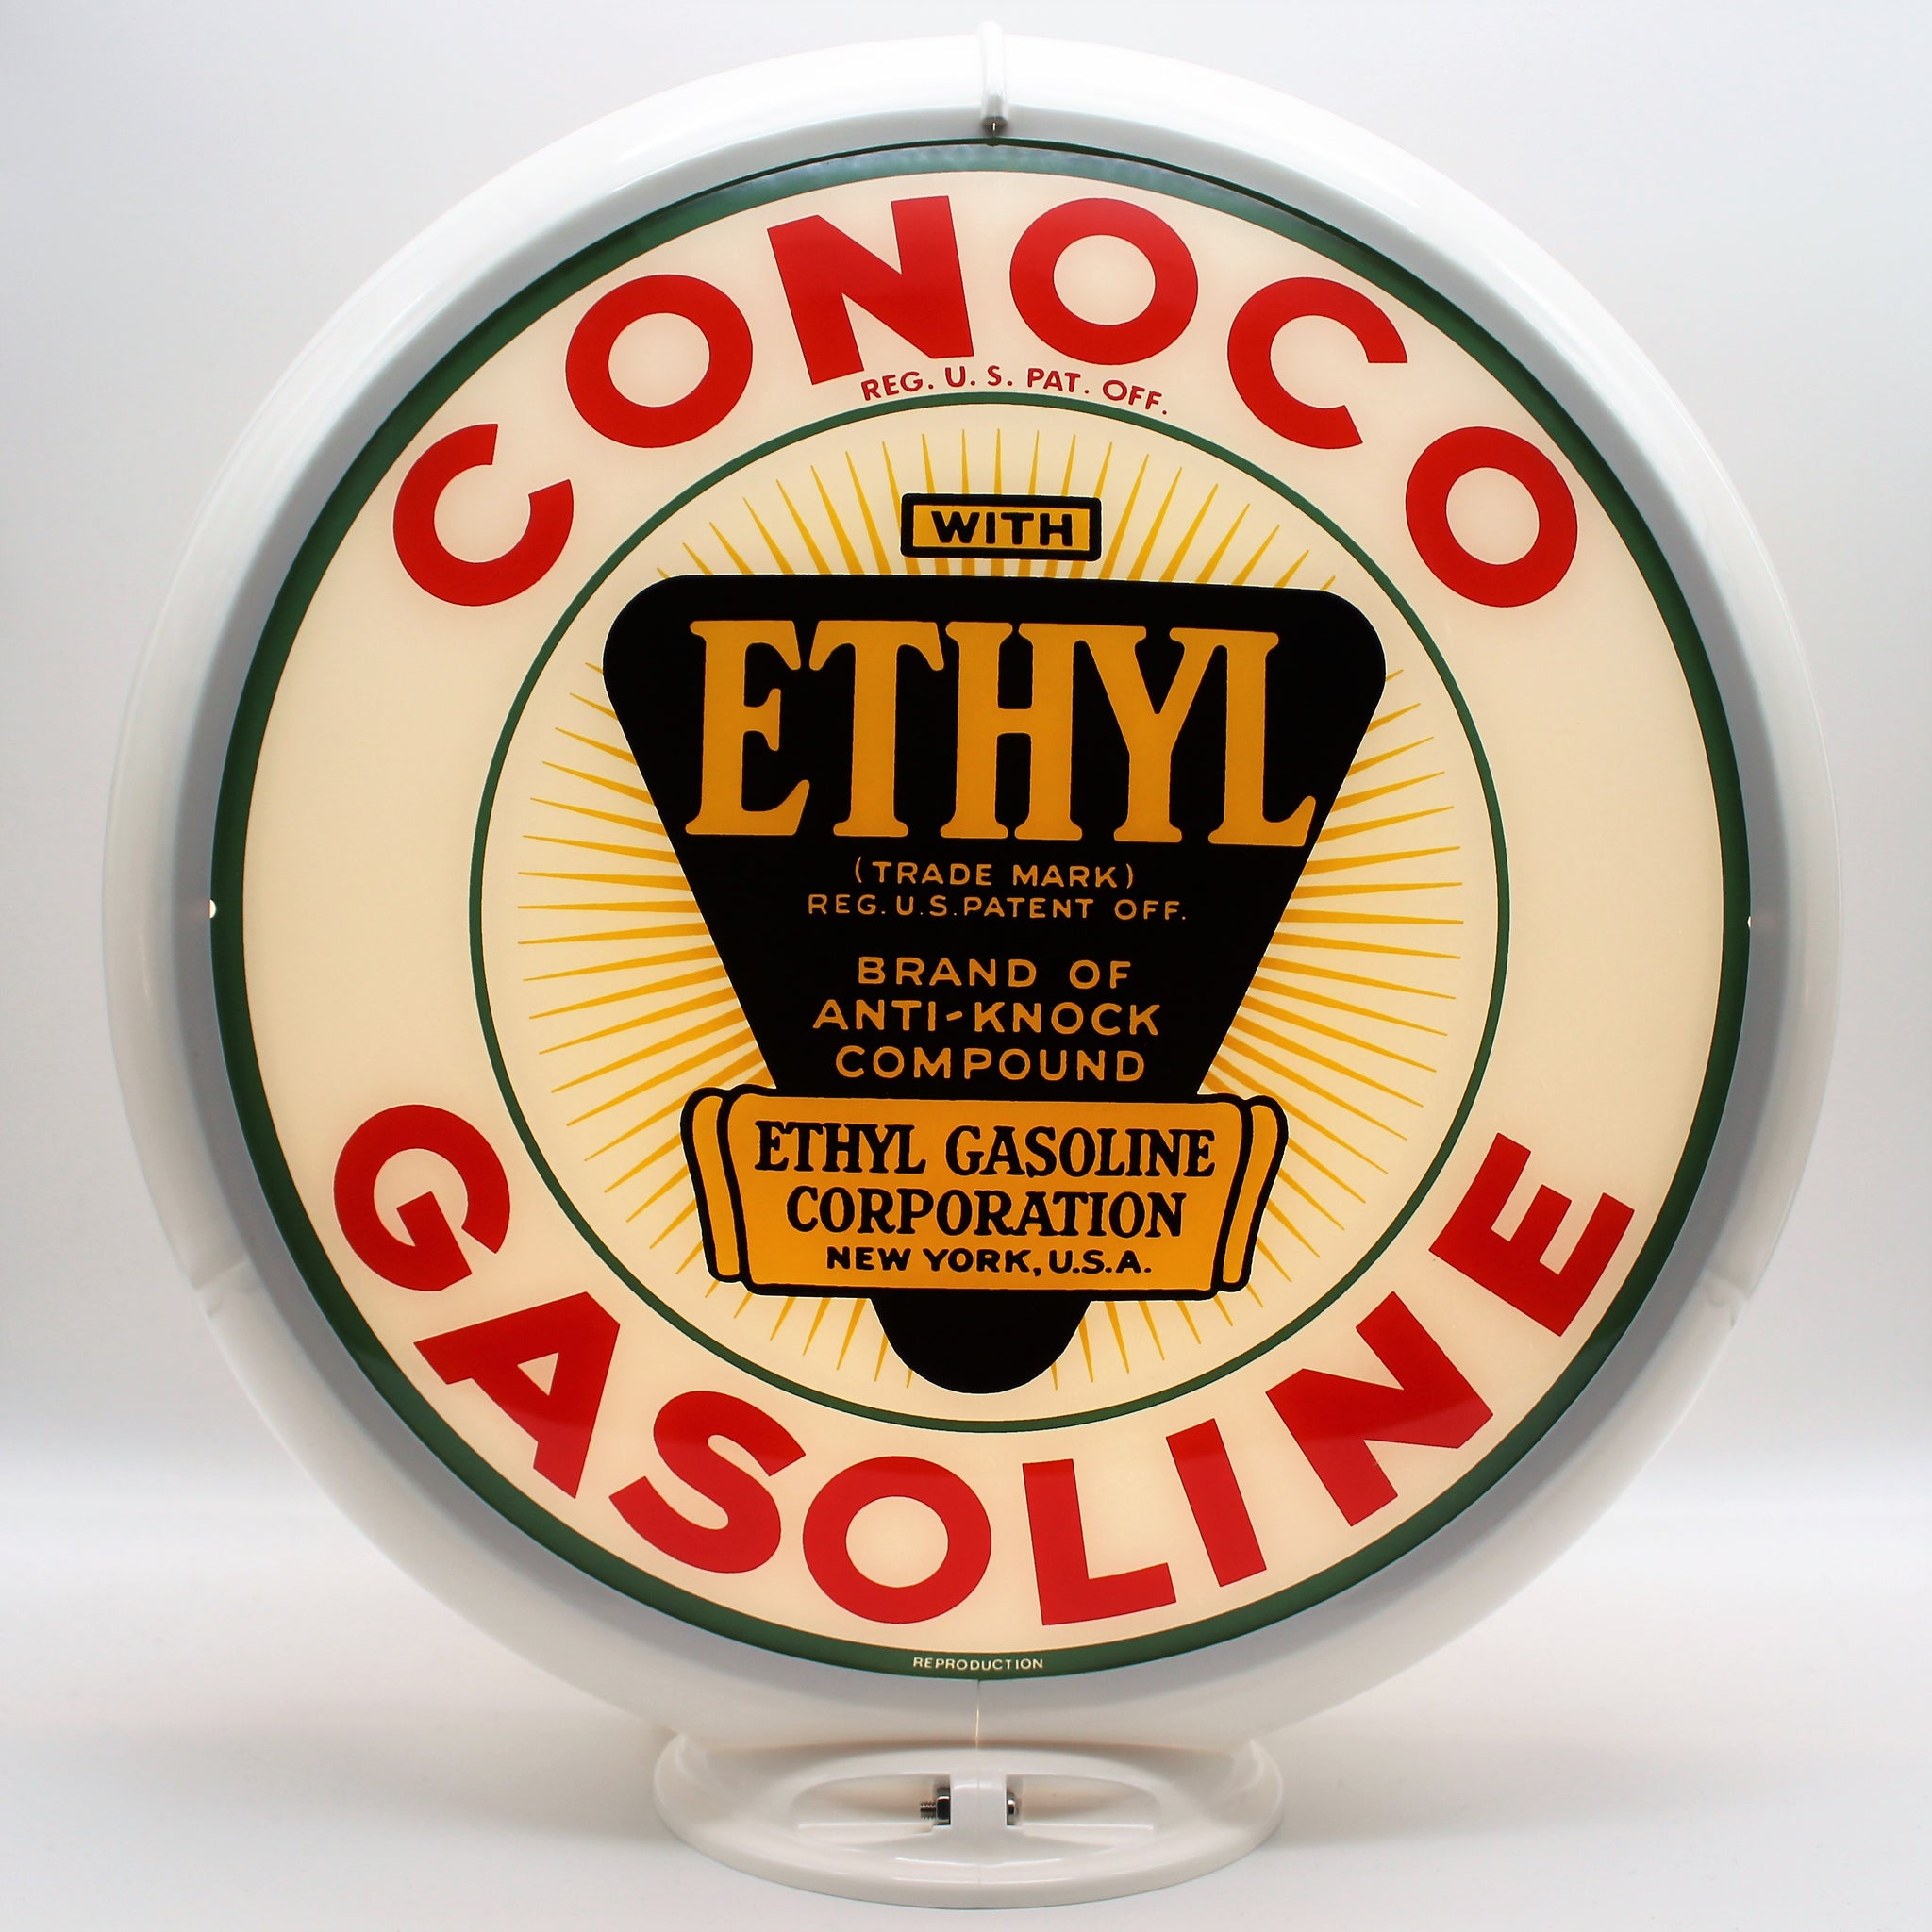 CONOCO
REG. U. S. PAT. OFF.
WITH
ETHYL
(TRADE MARK)
REG. U.S. PATENT OFF.
BRAND OF
ANTI-KNOCK
COMPOUND
ETHYL GASOLINE
CORPORATION
NEW YORK, U.S.A.
GASOLINE
REPRODUCTION